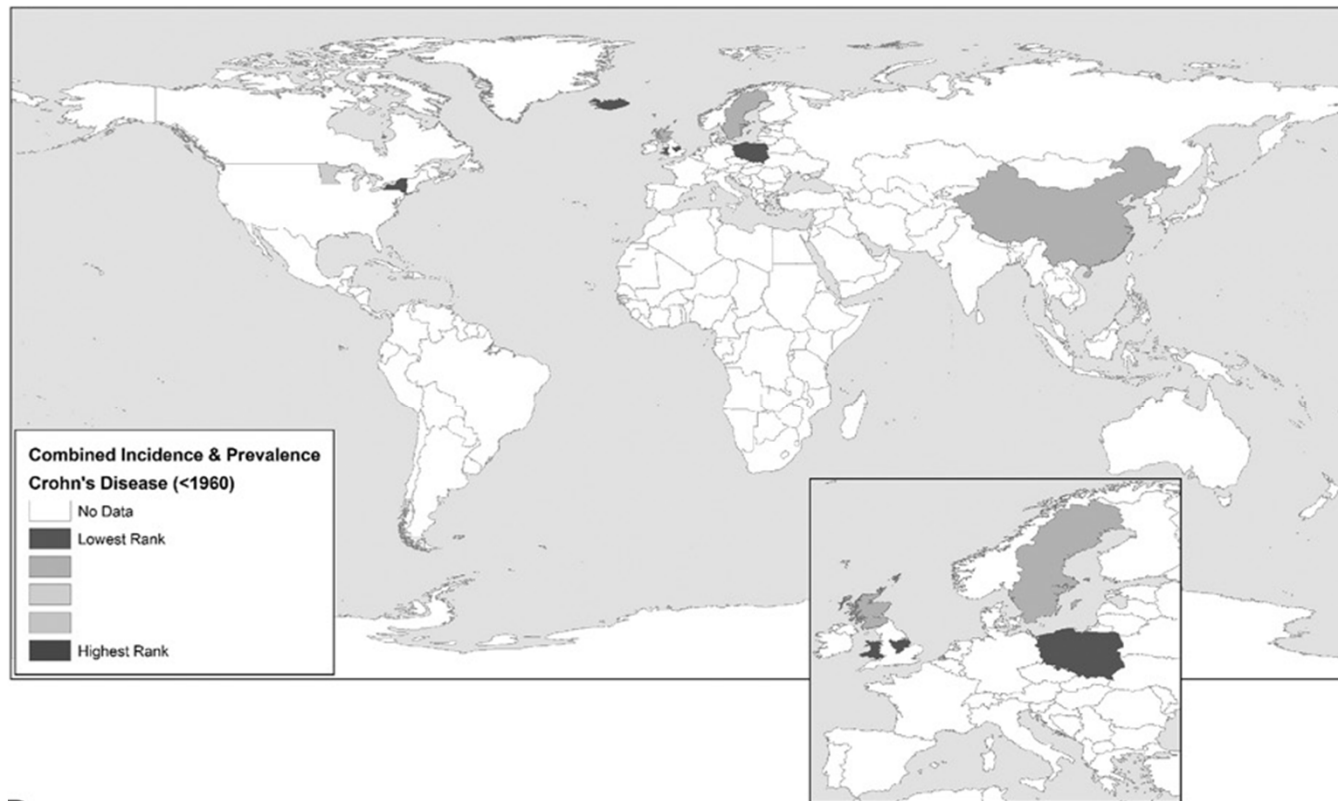 Combined Incidence & Prevalence
Crohn's Disease (<1960)
No Data
Lowest Rank
Highest Rank